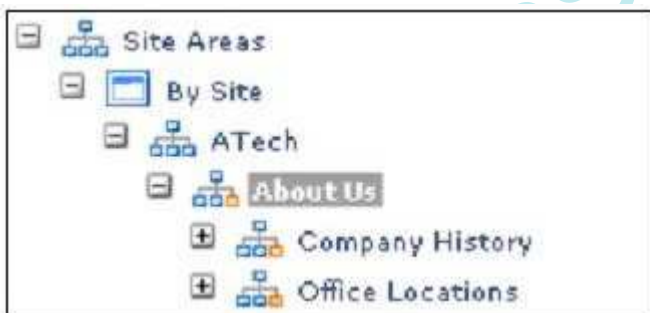 Site Areas
By Site
ATech
About Us
Company History
Office Locations